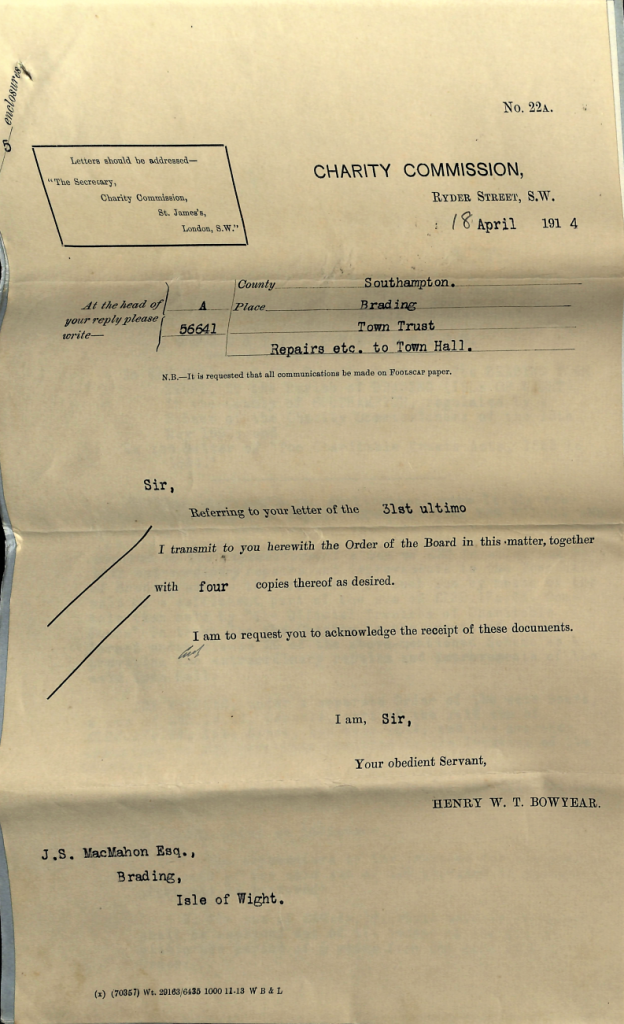 5 enclosures
No. 22A.
Letters should be addressed—
"The Secretary,
Charity Commission,
St. James's,
London, S.W."
CHARITY COMMISSION,
RYDER STREET, S.W.
18 April 1914
At the head of
your reply please
write—
A
56641
County Southampton.
Place Brading
Town Trust
Repairs etc. to Town Hall.
N.B.—It is requested that all communications be made on FOOLSCAP paper.
Sir,
Referring to your letter of the 31st ultimo
I transmit to you herewith the Order of the Board in this matter, together
with four copies thereof as desired.
I am to request you to acknowledge the receipt of these documents.
I am, Sir,
Your obedient Servant,
HENRY W. T. BOWYEAR.
J.S. MacMahon Esq.,
Brading,
Isle of Wight.
(x) (70357) Wt. 29163/6435 1000 11-13 W B & L